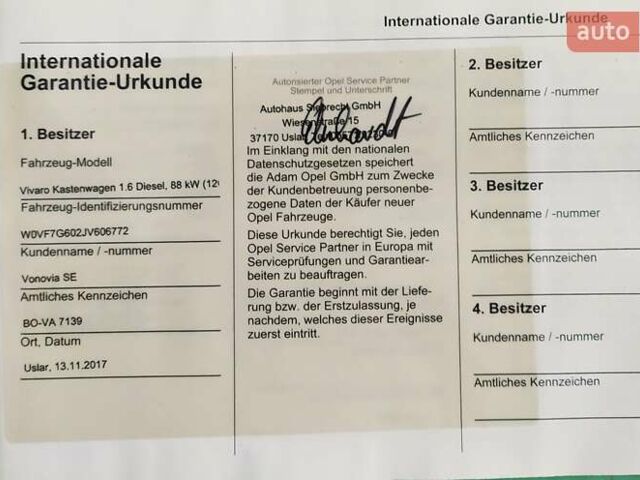 Internationale Garantie-Urkunde
auto
Internationale
Garantie-Urkunde
1. Besitzer
Fahrzeug-Modell
Vivaro Kastenwagen 1.6 Diesel, 88 kW (120
Fahrzeug-Identifizierungsnummer
W0VF7G602JV606772
Kundenname / -nummer
Vonovia SE
Amtliches Kennzeichen
BO-VA 7139
Ort, Datum
Uslar, 13.11.2017
Autorisierter Opel Service Partner
Stempel und Unterschrift
Autohaus Siebrecht GmbH
Wiesenstraße 15
37170 Uslar
Im Einklang mit den nationalen
Datenschutzgesetzen speichert
die Adam Opel GmbH zum Zwecke
der Kundenbetreuung personenbe-
zogene Daten der Käufer neuer
Opel Fahrzeuge.
Diese Urkunde berechtigt Sie, jeden
Opel Service Partner in Europa mit
Serviceprüfungen und Garantiear-
beiten zu beauftragen.
Die Garantie beginnt mit der Liefe-
rung bzw. der Erstzulassung, je
nachdem, welches dieser Ereignisse
zuerst eintritt.
2. Besitzer
Kundenname / -nummer
Amtliches Kennzeichen
3. Besitzer
Kundenname / -nummer
Amtliches Kennzeichen
4. Besitzer
Kundenname / -nummer
Amtliches Kennzeichen